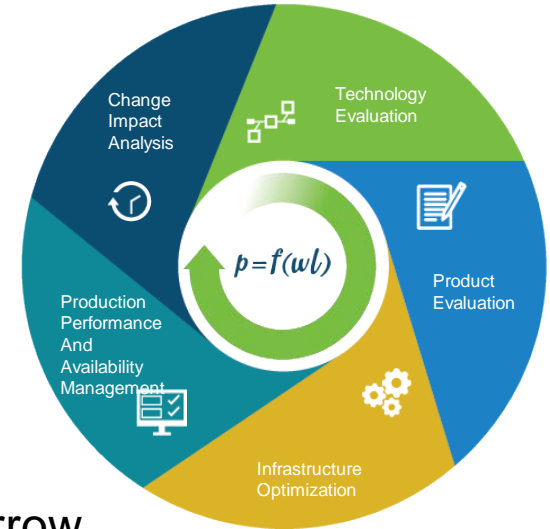 Technology
Evaluation
Product
Evaluation
Infrastructure
Optimization
Production
Performance
And
Availability
Management
Change
Impact
Analysis
p=f(wl)